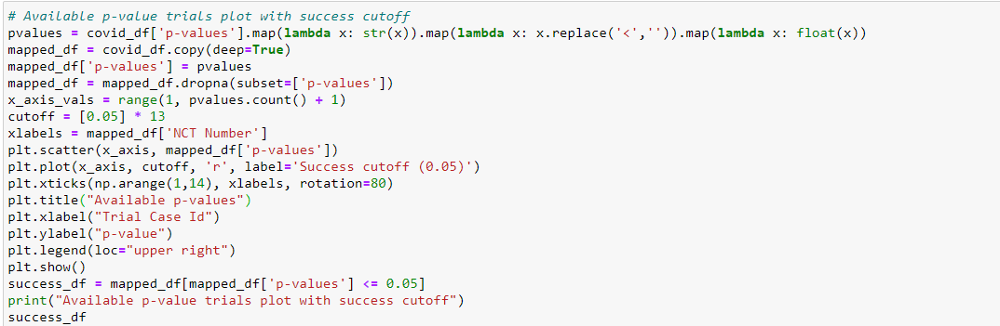 # Available p-value trials plot with success cutoff
pvalues = covid_df['p-values'].map(lambda x: str(x)).map(lambda x: x.replace('<','')).map(lambda x: float(x))
mapped_df = covid_df.copy(deep=True)
mapped_df['p-values'] = pvalues
mapped_df = mapped_df.dropna(subset=['p-values'])
x_axis_vals = range(1, pvalues.count() + 1)
cutoff = [0.05] * 13
xlabels = mapped_df['NCT Number']
plt.scatter(x_axis, mapped_df['p-values'])
plt.plot(x_axis, cutoff, 'r', label='Success cutoff (0.05)')
plt.xticks(np.arange(1,14), xlabels, rotation=80)
plt.title("Available p-values")
plt.xlabel("Trial Case Id")
plt.ylabel("p-value")
plt.legend(loc="upper right")
plt.show()
success_df = mapped_df[mapped_df['p-values'] <= 0.05]
print("Available p-value trials plot with success cutoff")
success_df